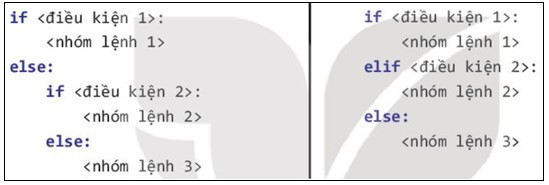 if <điều kiện 1>:
<nhóm lệnh 1>
else:
if <điều kiện 2>:
<nhóm lệnh 2>
else:
<nhóm lệnh 3>
if <điều kiện 1>:
<nhóm lệnh 1>
elif <điều kiện 2>:
<nhóm lệnh 2>
else:
<nhóm lệnh 3>